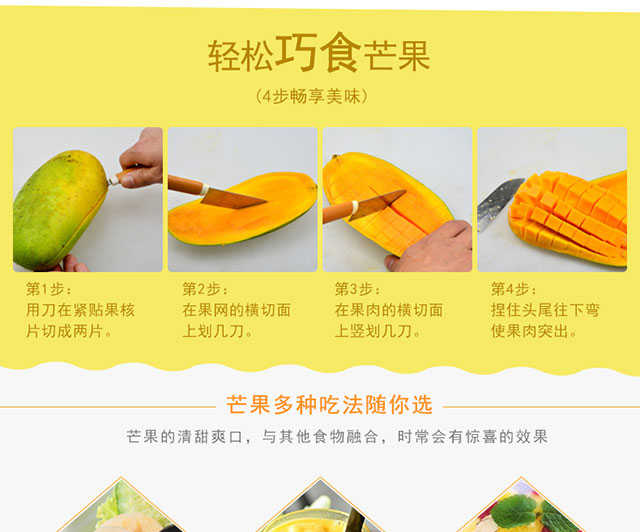 轻松巧食芒果
(4步畅享美味)
第1步:
用刀在紧贴果核
片切成两片。
第2步:
在果网的横切面
上划几刀。
第3步:
在果肉的横切面
上竖划几刀。
第4步:
捏住头尾往下弯
使果肉突出。
芒果多种吃法随你选
芒果的清甜爽口，与其他食物融合，时常会有惊喜的效果